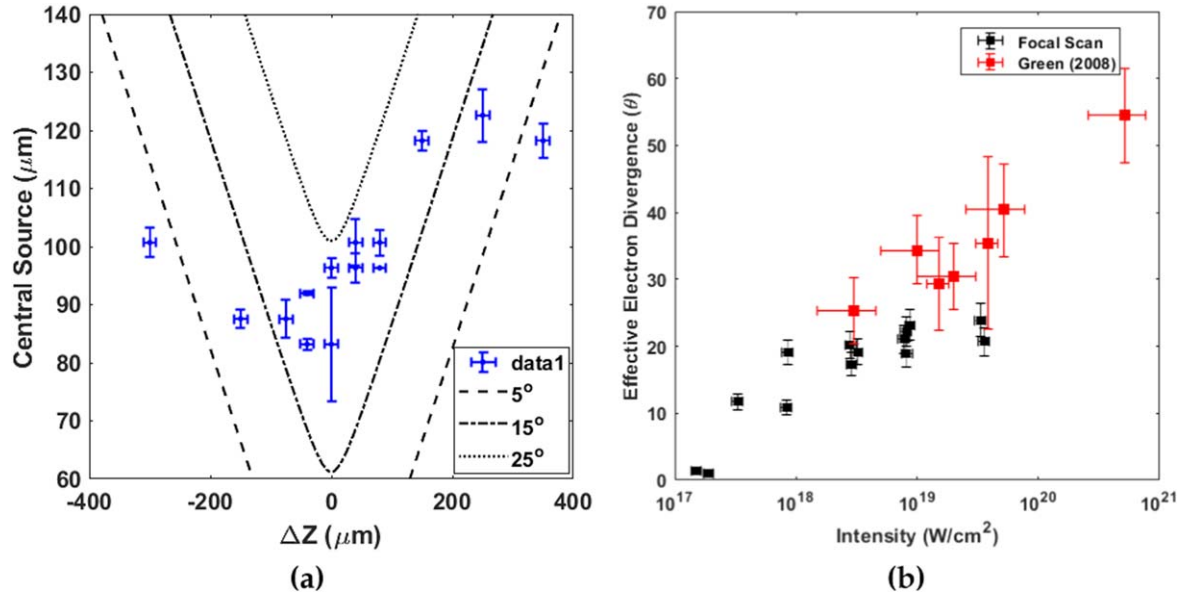 140
130
120
110
100
90
80
70
60
Central Source (μm)
-400 -200 0 200 400
ΔZ (μm)
data1
5°
15°
25°
(a)
70
60
50
40
30
20
10
0
Effective Electron Divergence (θ)
10^17 10^18 10^19 10^20 10^21
Intensity (W/cm²)
Focal Scan
Green (2008)
(b)